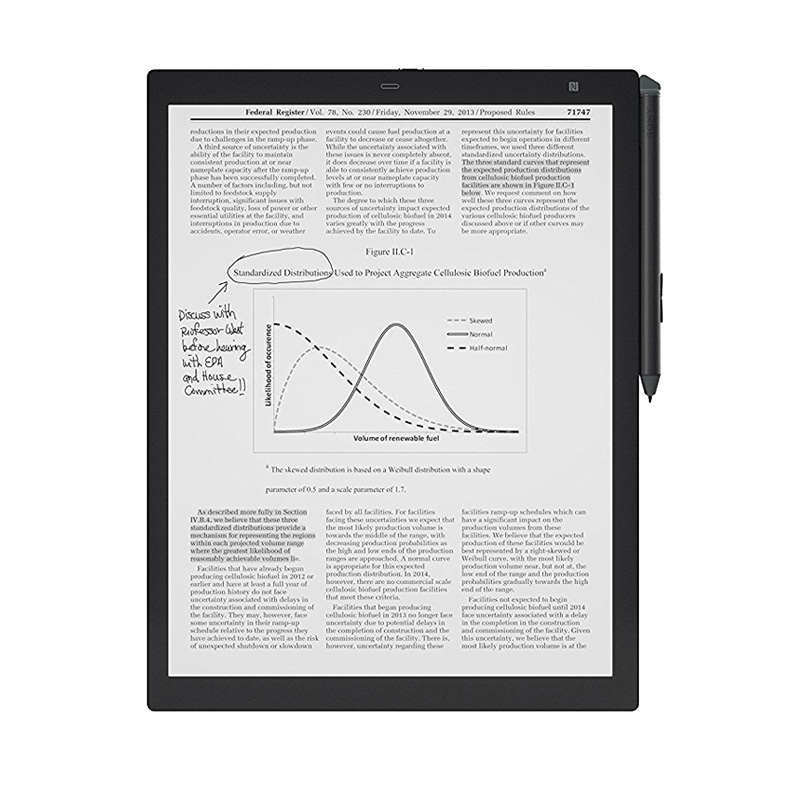 Federal Register / Vol. 78, No. 230 / Friday, November 29, 2013 / Proposed Rules 71747
reductions in their expected production
due to challenges in the ramp-up phase.
A third source of uncertainty is the
ability of the facility to maintain
consistent production at or near
nameplate capacity after the ramp-up
phase has been successfully completed.
A number of factors including, but not
limited to feedstock supply
interruption, significant issues with
feedstock quality, loss of power or other
essential utilities at the facility, and
interruptions in production due to
accidents, operator error, or weather
events could cause fuel production at a
facility to decrease or cease altogether.
While the uncertainty associated with
these issues is never completely absent,
it does decrease over time if a facility is
able to consistently achieve production
levels at or near nameplate capacity
with few or no interruptions to
production.
The degree to which these three
sources of uncertainty impact expected
production of cellulosic biofuel in 2014
varies greatly with the progress
achieved by the facility to date. To
represent this uncertainty for facilities
expected to begin operations in different
timeframes, we used three different
standardized uncertainty distributions.
The three standard curves that represent
the expected production distributions
from cellulosic biofuel production
facilities are shown in Figure II.C–1
below. We request comment on how
well these three curves represent the
expected production distributions of the
various cellulosic biofuel producers
discussed above or if other curves may
be more appropriate.
Figure II.C-1
Standardized Distributions Used to Project Aggregate Cellulosic Biofuel Productionᵃ
Discuss with
Professor West
before hearing
with EPA
and House
Committee!!
Likelihood of occurence
Skewed
Normal
Half-normal
Volume of renewable fuel
ᵃ The skewed distribution is based on a Weibull distribution with a shape
parameter of 0.5 and a scale parameter of 1.7.
As described more fully in Section
IV.B.4, we believe that these three
standardized distributions provide a
mechanism for representing the regions
within each projected volume range
where the greatest likelihood of
reasonably achievable volumes lie.
Facilities that have already begun
producing cellulosic biofuel in 2012 or
earlier and have at least a full year of
production history do not face
uncertainty associated with delays in
the construction and commissioning of
the facility. They may, however, face
some uncertainty in their ramp-up
schedule relative to the progress they
have achieved to date, as well as the risk
of unexpected shutdown or slowdown
faced by all facilities. For facilities
facing these uncertainties we expect that
the most likely production volume is
towards the middle of the range, with
decreasing production probabilities as
the high and low ends of the production
ranges are approached. A normal curve
is appropriate for this expected
production distribution. In 2014,
however, there are no commercial scale
cellulosic biofuel production facilities
that meet these criteria.
Facilities that began producing
cellulosic biofuel in 2013 no longer face
uncertainty due to potential delays in
the completion of construction and the
commissioning of the facility. There is,
however, uncertainty regarding these
facilities ramp-up schedules which can
have a significant impact on the
production volumes from these
facilities. We believe that the expected
production of these facilities would be
best represented by a right-skewed or
Weibull curve, with the most likely
production volume near, but not at, the
low end of the range and the production
probabilities gradually towards the high
end of the range.
Facilities not expected to begin
producing cellulosic biofuel until 2014
face uncertainty associated with a delay
in the completion in the construction
and commissioning of the facility. Given
this uncertainty, we believe that the
most likely production volume is at the
SONY